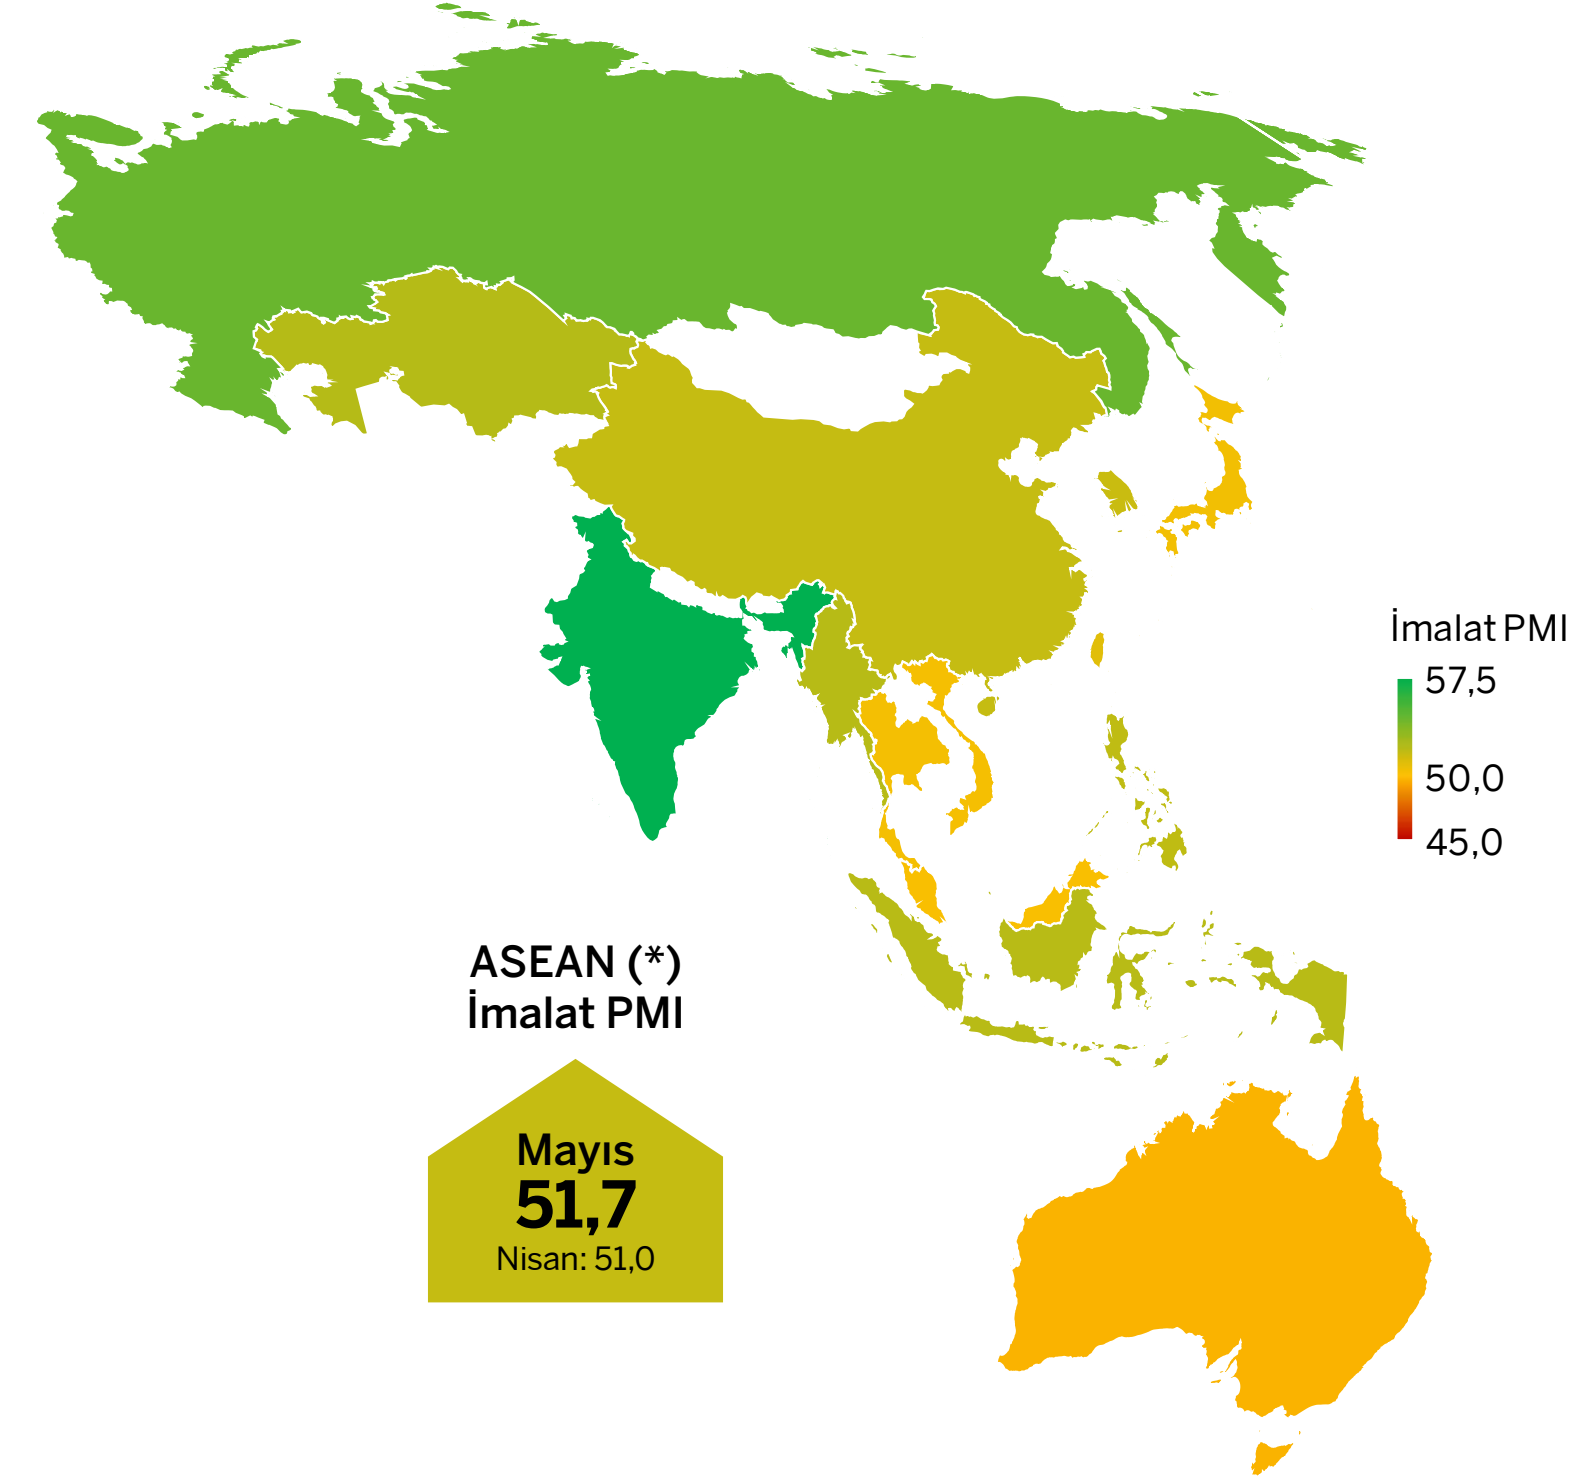 İmalat PMI
57,5
50,0
45,0
ASEAN (*)
İmalat PMI
Mayıs
51,7
Nisan: 51,0